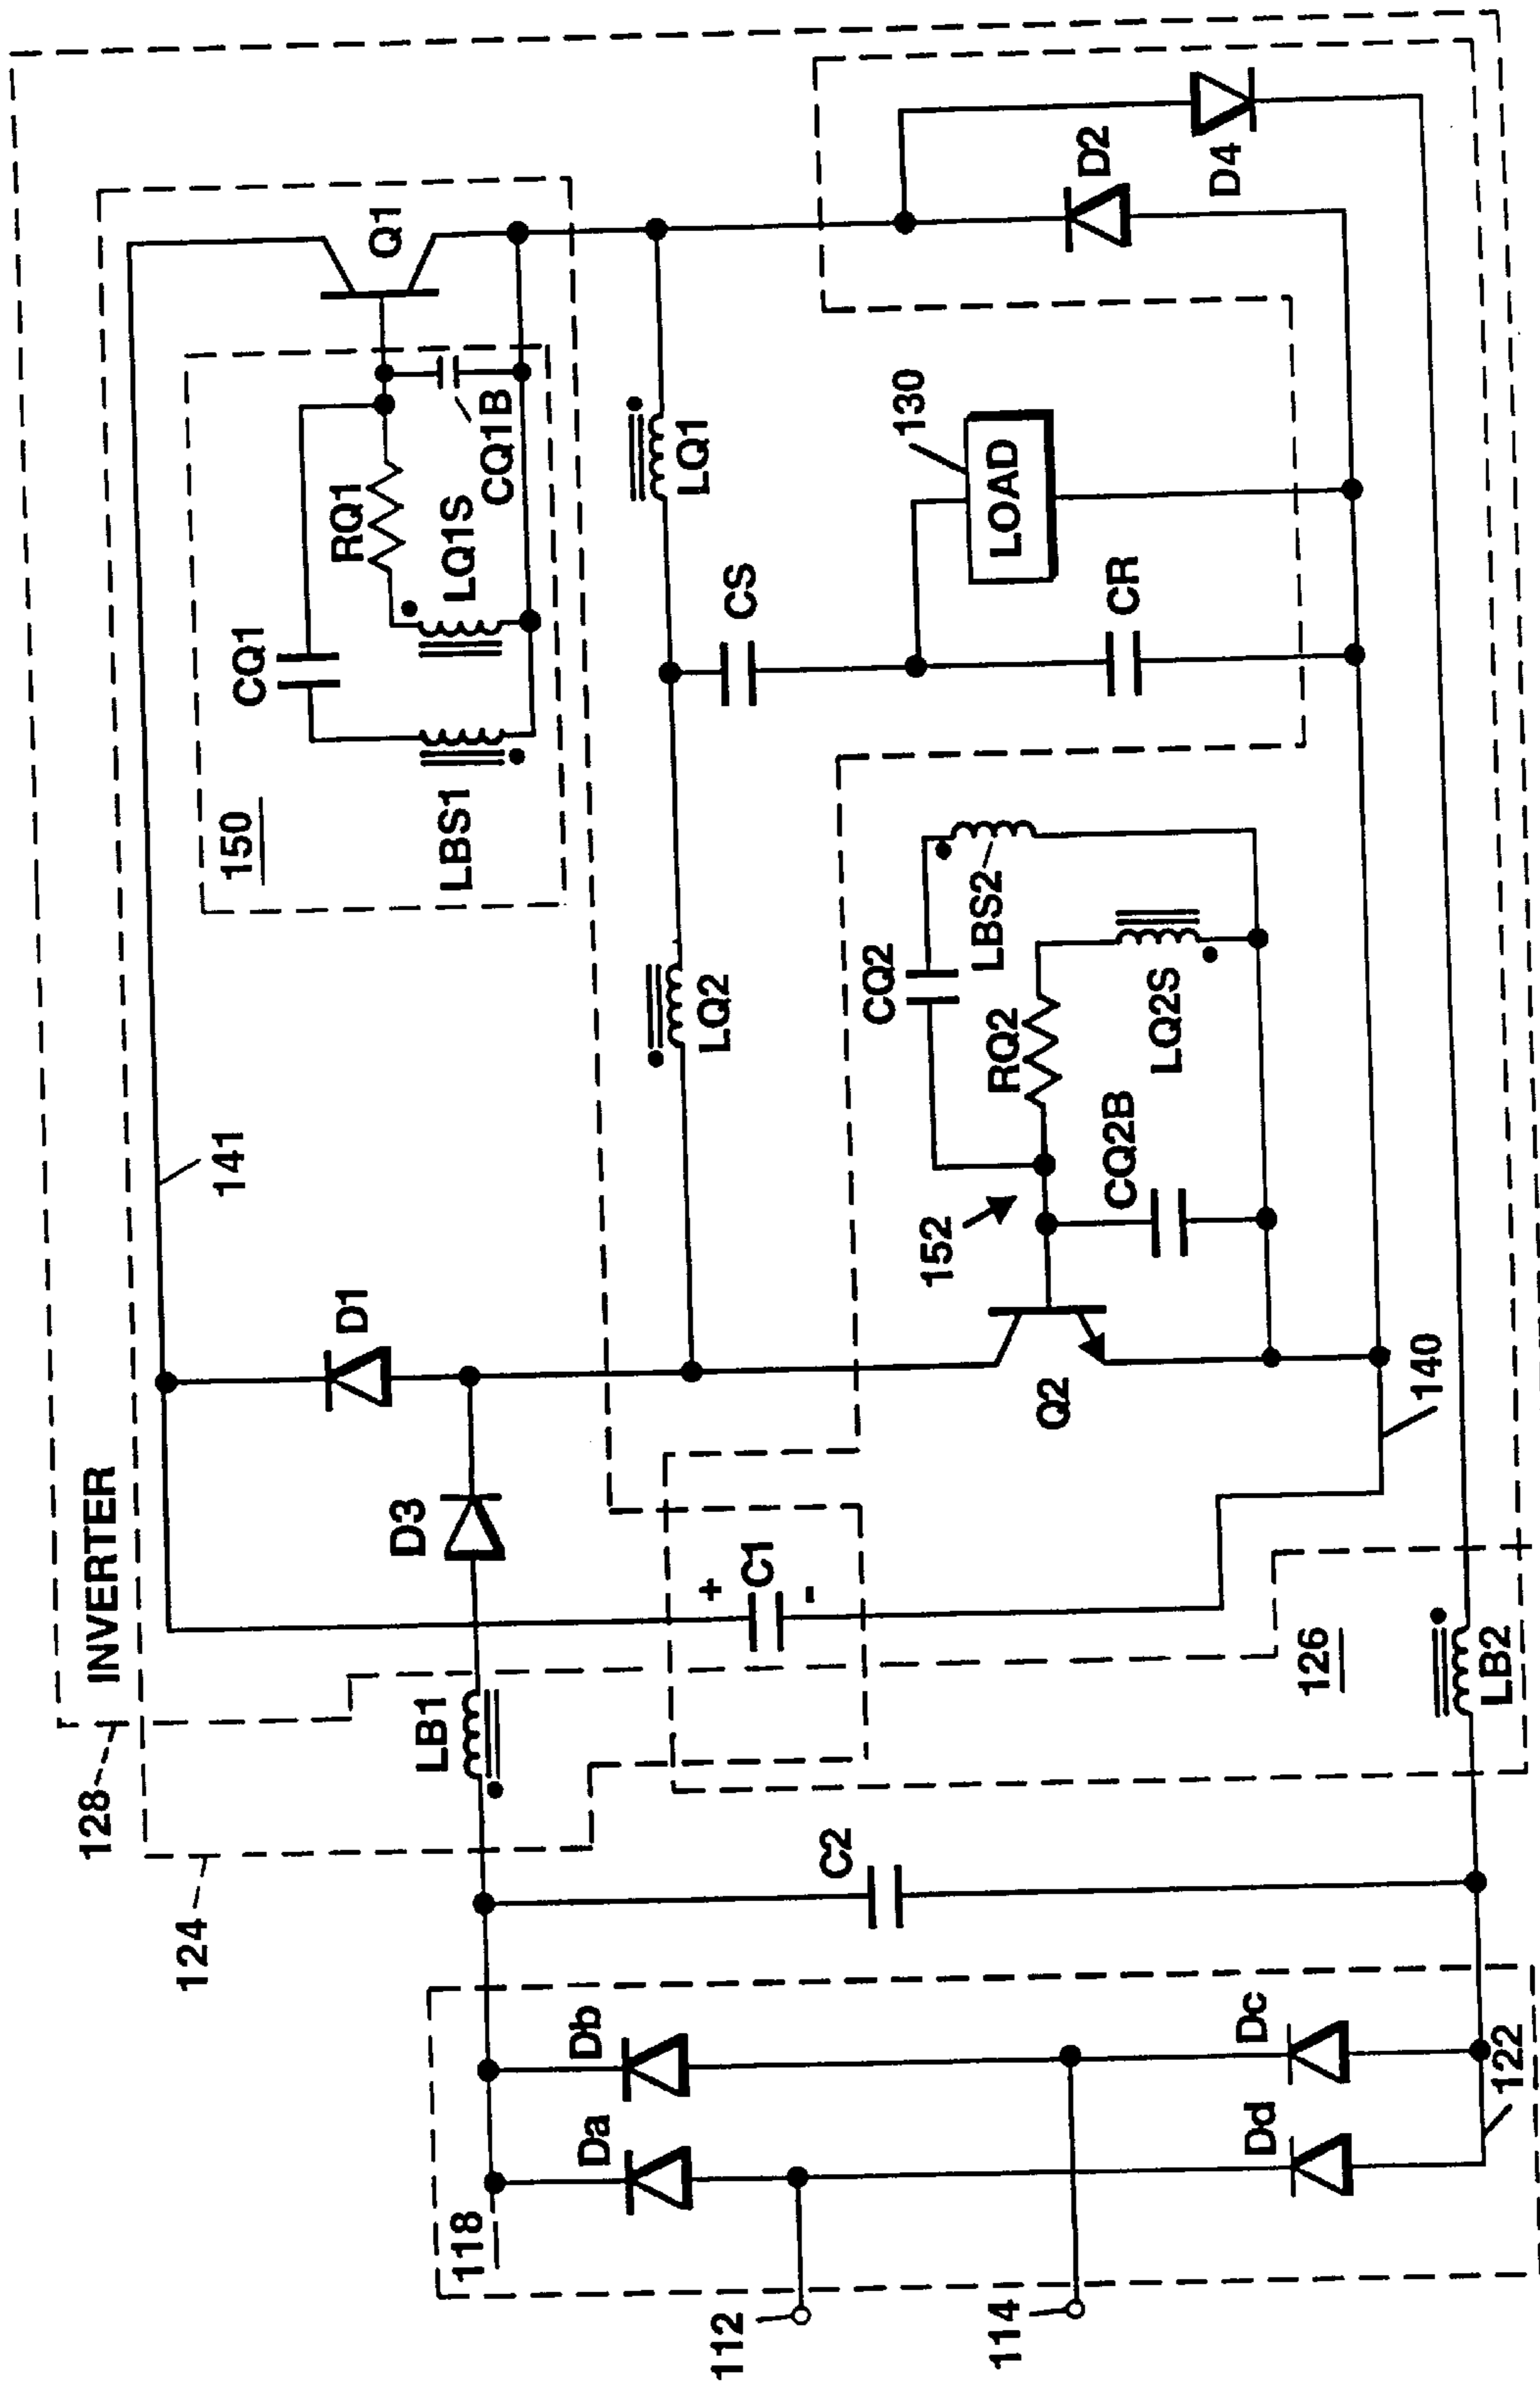 INVERTER
128
124
141
Q1
150
CQ1
RQ1
LQ1S
CQ1B
LBS1
D1
D3
LB1
LQ1
LQ2
CS
130
LOAD
CR
D2
D4
C1
+
-
CQ2
LBS2
RQ2
LQ2S
CQ2B
152
Q2
140
126
LB2
C2
Db
Da
Dc
Dd
118
122
112
114